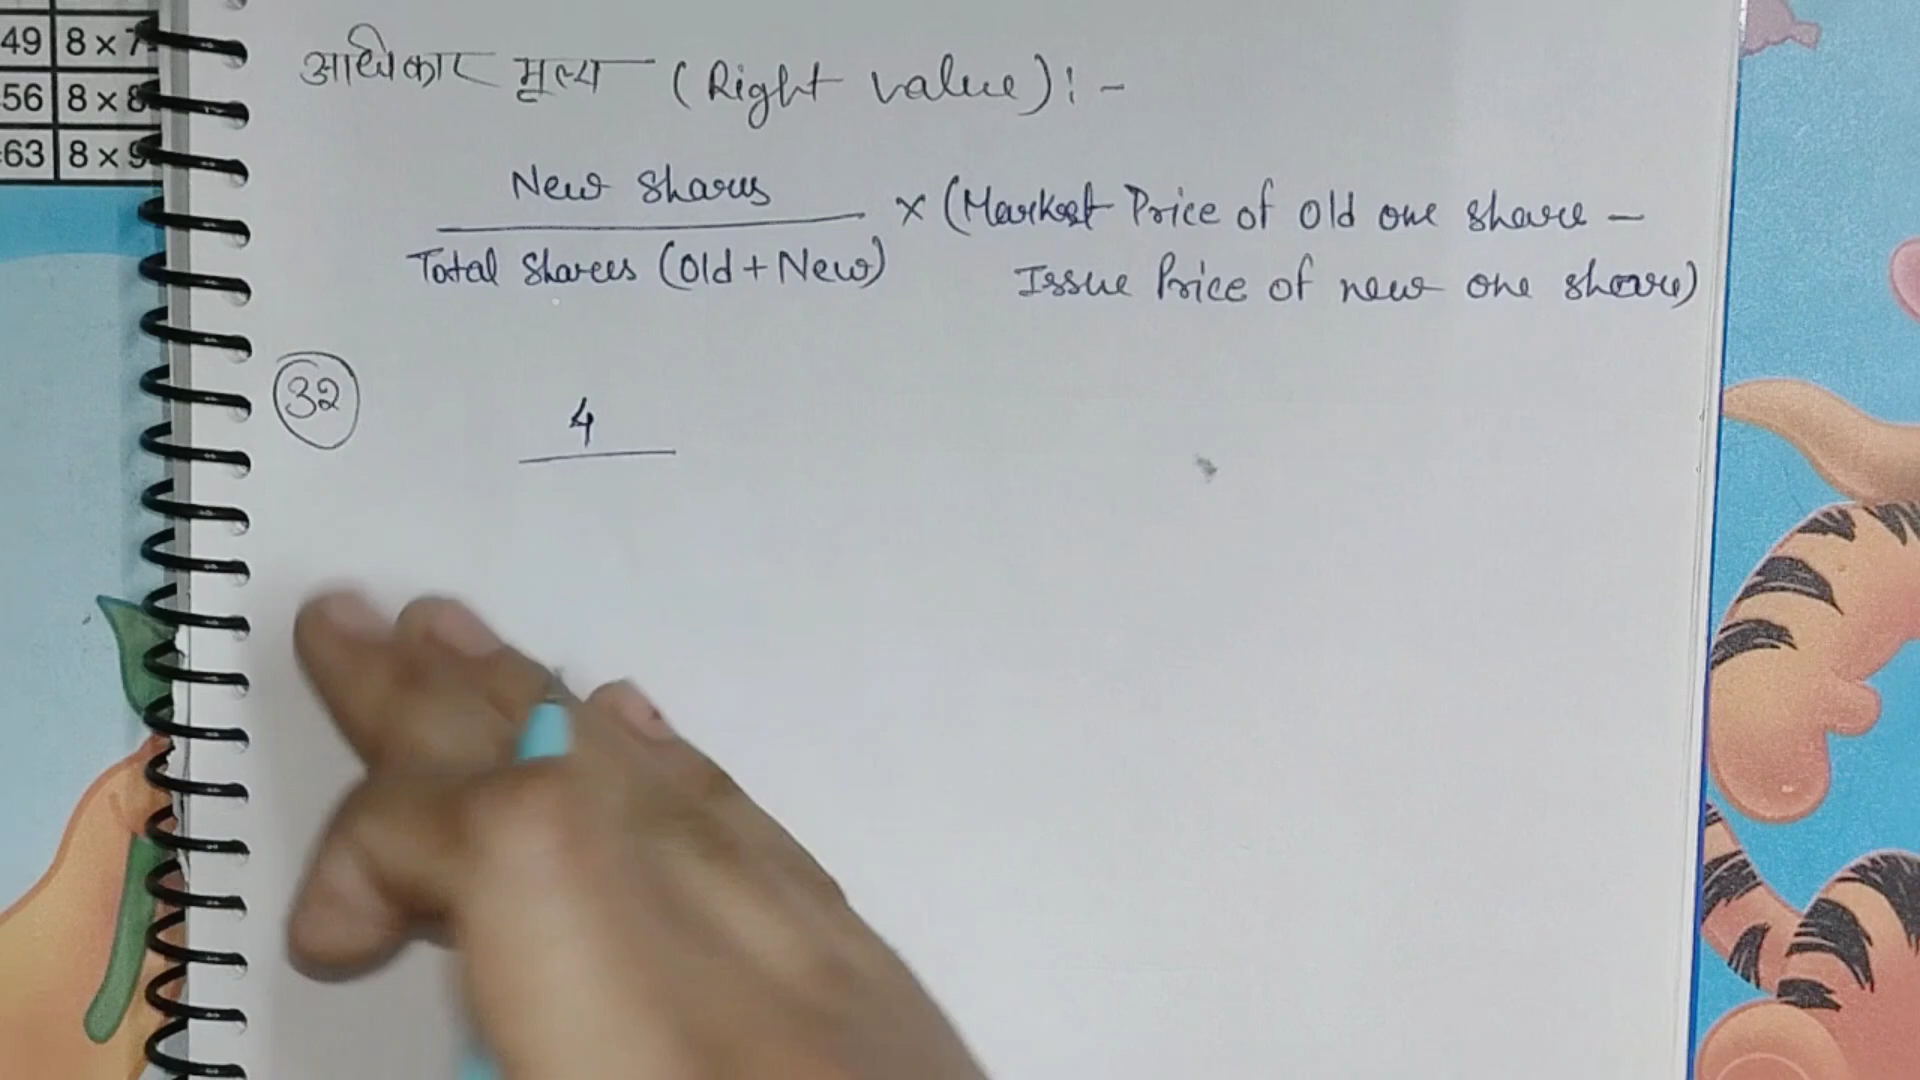 49 8×7
56 8×8
63 8×9
अधिकार मूल्य (Right value):-
New Shares
Total Shares (Old+New)
× (Market Price of Old one share –
Issue Price of new one share)
32
4